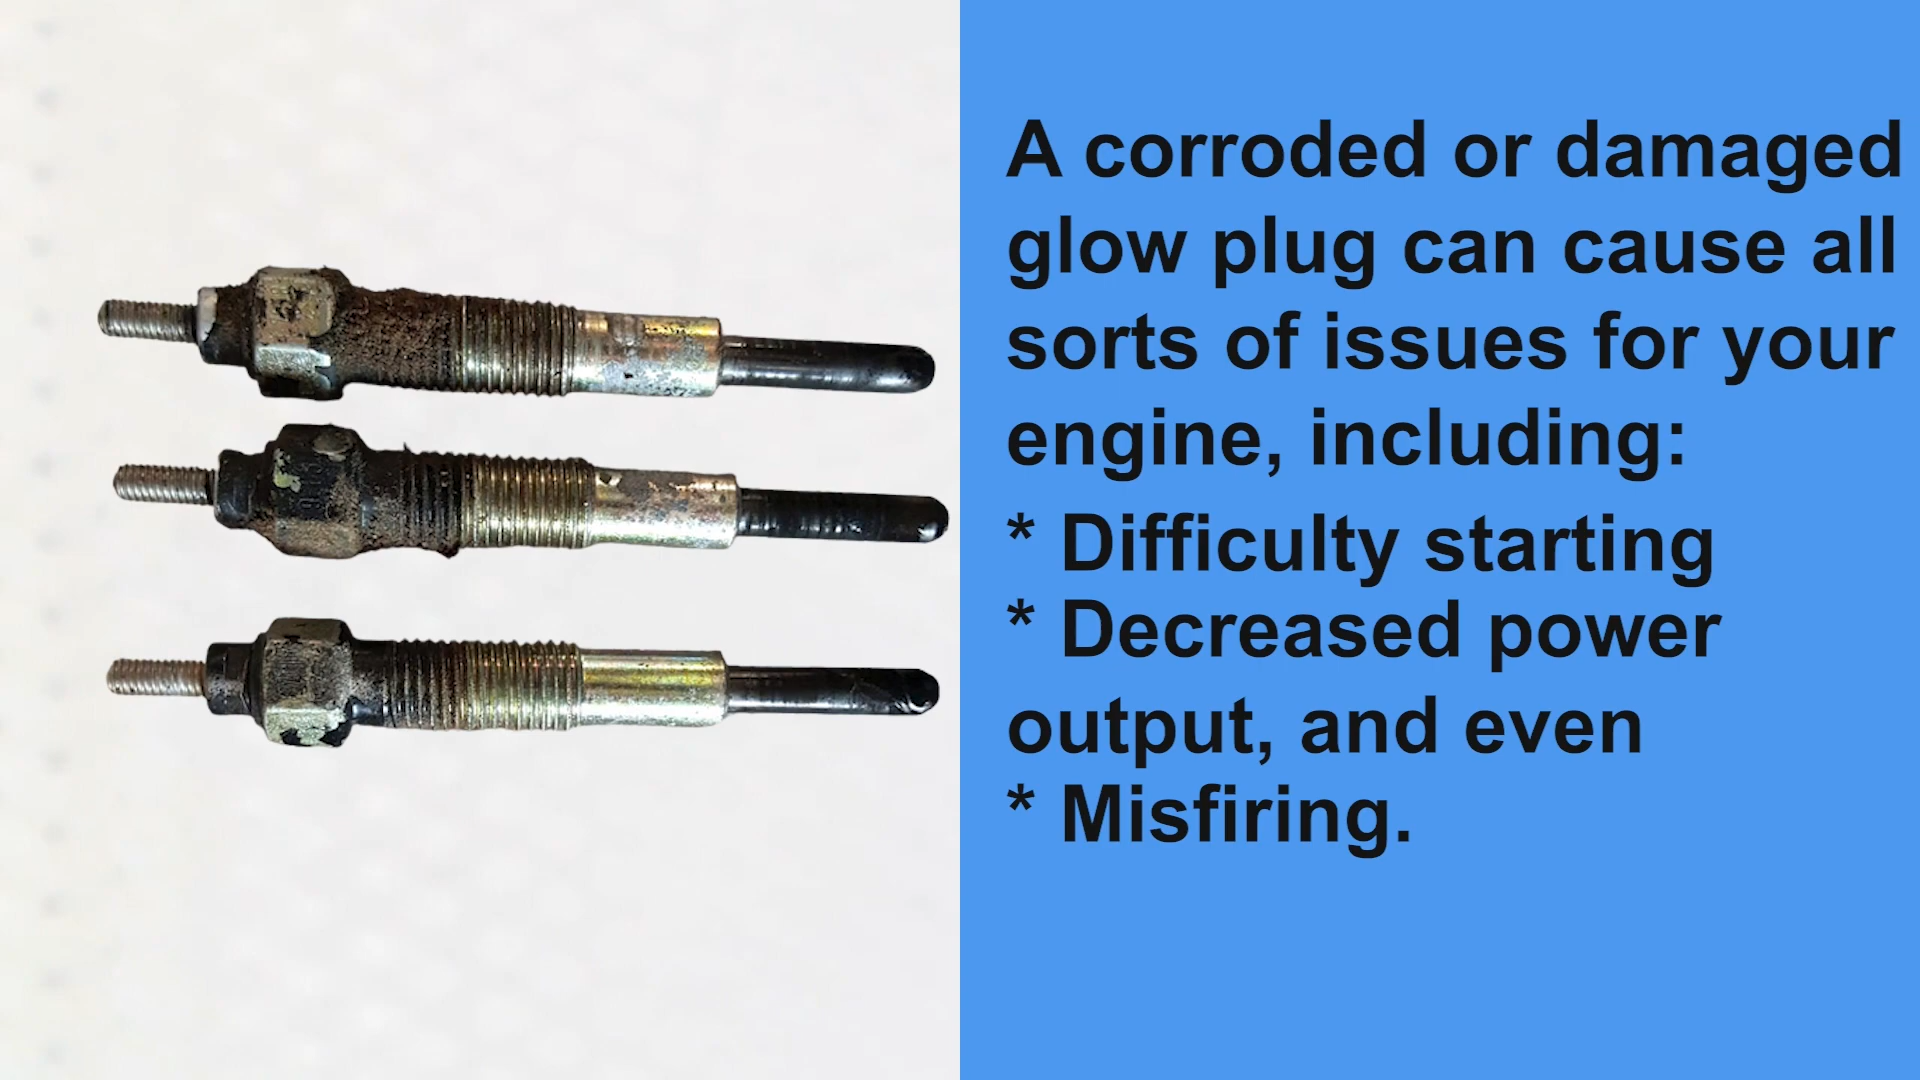 A corroded or damaged
glow plug can cause all
sorts of issues for your
engine, including:
* Difficulty starting
* Decreased power
output, and even
* Misfiring.